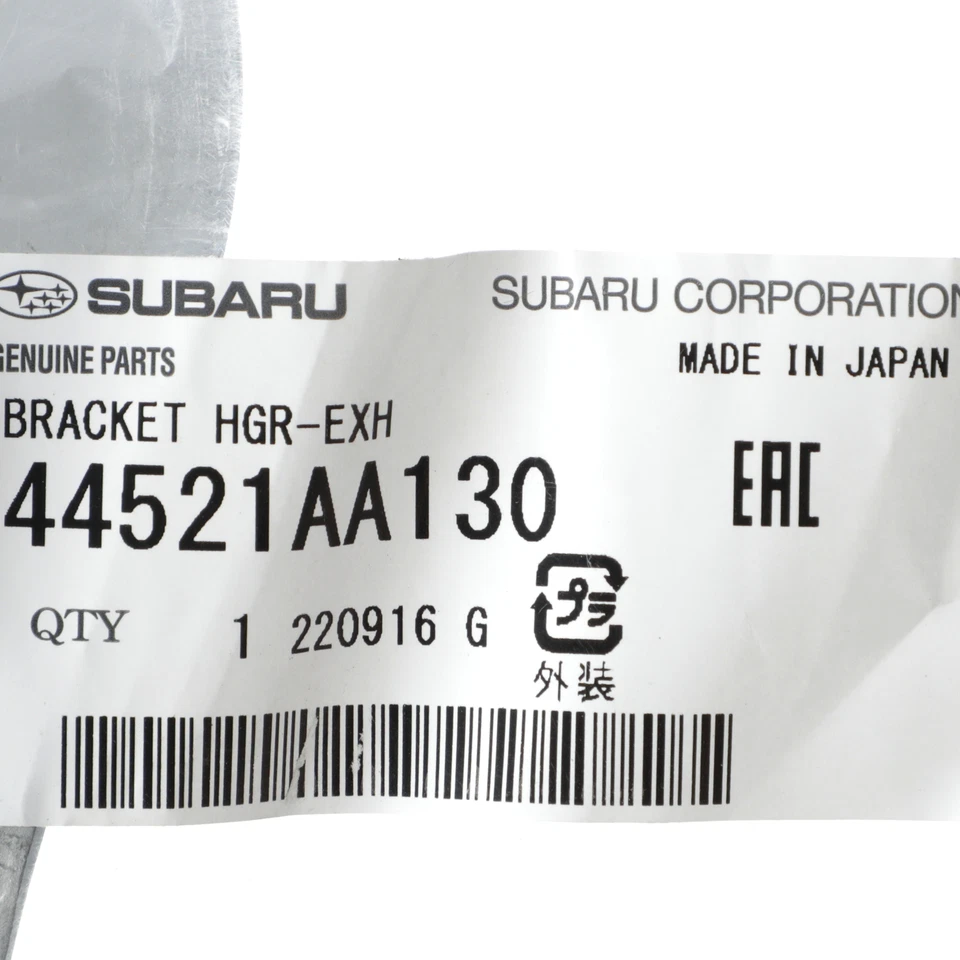 SUBARU SUBARU CORPORATION
GENUINE PARTS MADE IN JAPAN
BRACKET HGR-EXH
44521AA130 EAC
QTY 1 220916 G プラ
外装